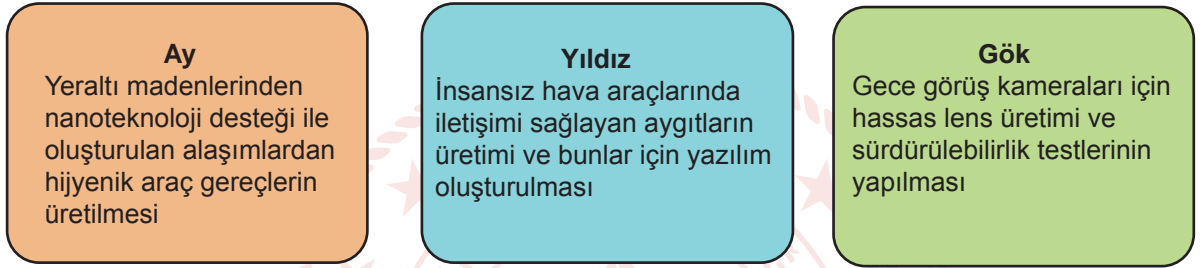 Ay
Yeraltı madenlerinden
nanoteknoloji desteği ile
oluşturulan alaşımlardan
hijyenik araç gereçlerin
üretilmesi
Yıldız
İnsansız hava araçlarında
iletişimi sağlayan aygıtların
üretimi ve bunlar için yazılım
oluşturulması
Gök
Gece görüş kameraları için
hassas lens üretimi ve
sürdürülebilirlik testlerinin
yapılması